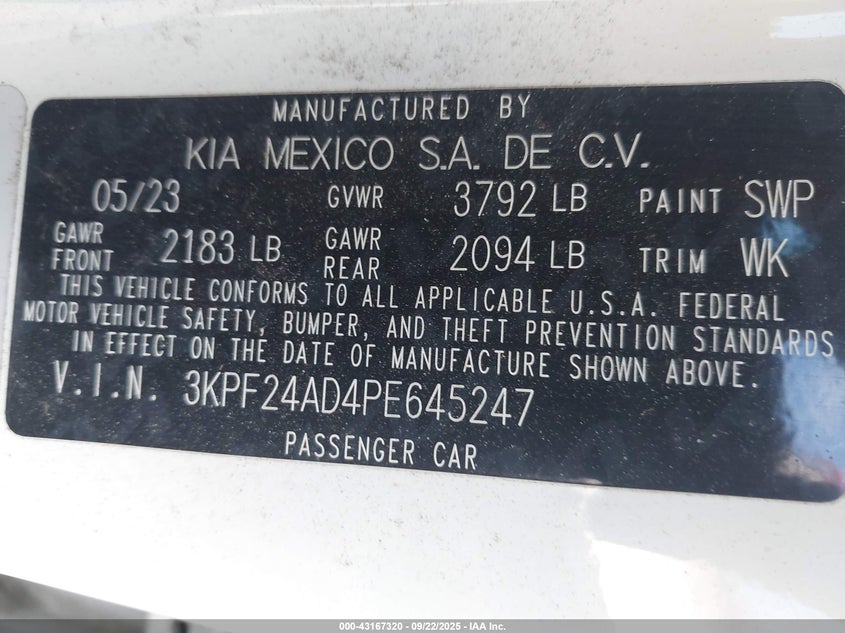 MANUFACTURED BY
KIA MEXICO S.A. DE C.V.
05/23 GVWR 3792 LB PAINT SWP
GAWR FRONT 2183 LB GAWR REAR 2094 LB TRIM WK
THIS VEHICLE CONFORMS TO ALL APPLICABLE U.S.A. FEDERAL
MOTOR VEHICLE SAFETY, BUMPER, AND THEFT PREVENTION STANDARDS
IN EFFECT ON THE DATE OF MANUFACTURE SHOWN ABOVE.
V.I.N. 3KPF24AD4PE645247
PASSENGER CAR
000-43167320 - 09/22/2025 - IAA Inc.